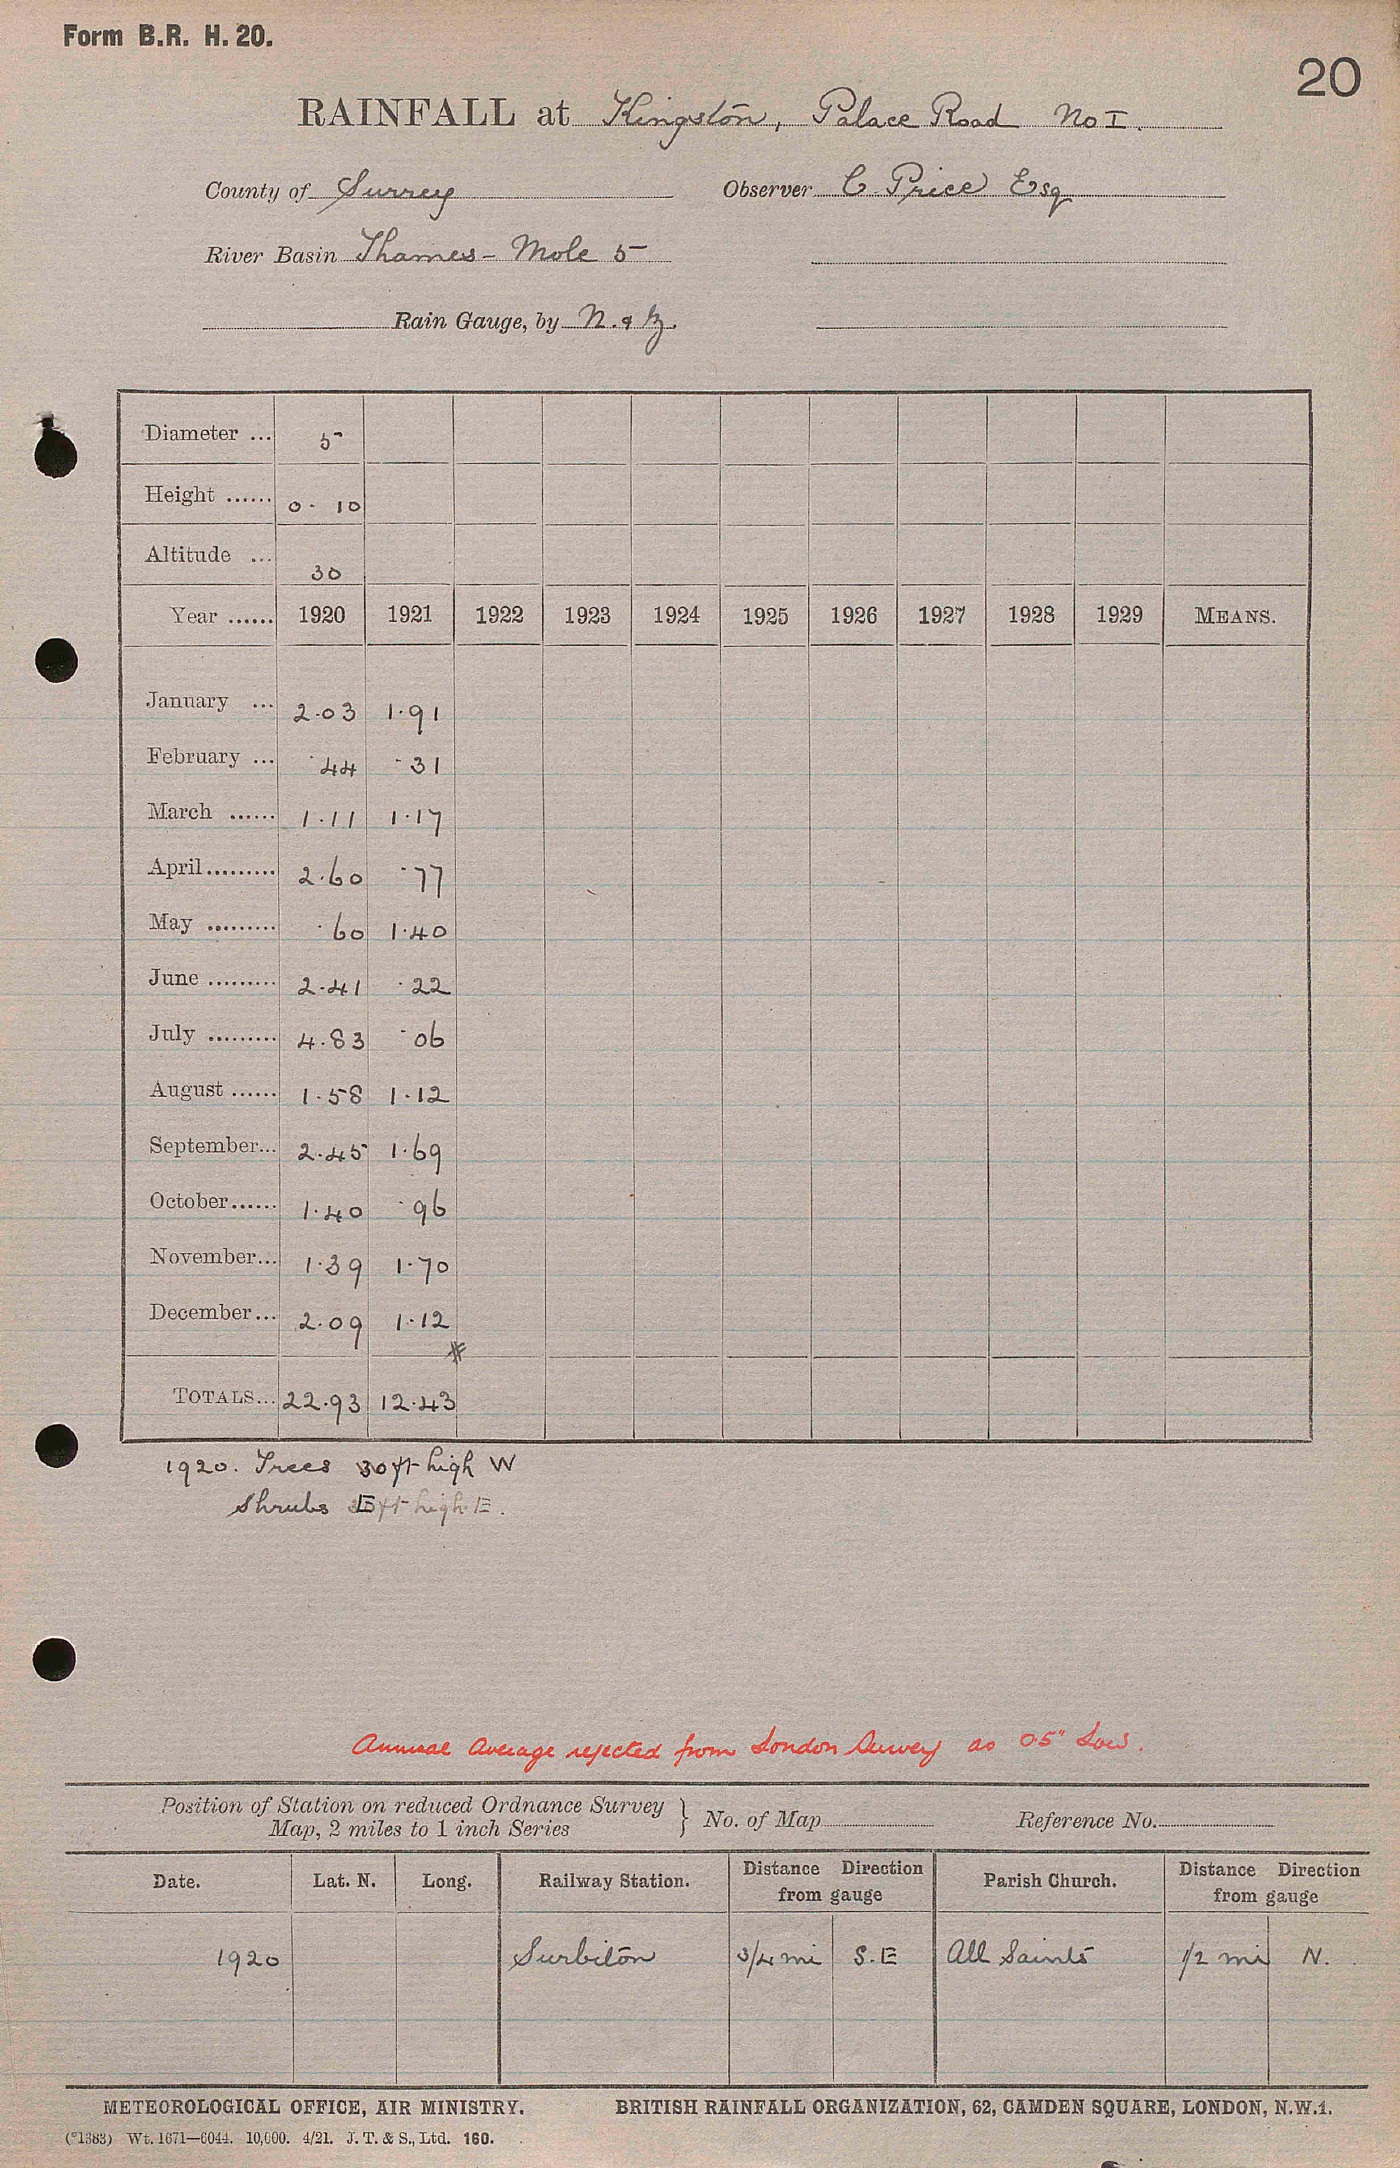 Form B.R. H. 20.
20
RAINFALL at Kingston, Palace Road No I.
County of Surrey Observer C Price Esq
River Basin Thames - Mole 5
Rain Gauge, by N. & Z.
Diameter ... 5
Height ...... 0. 10
Altitude ... 30
Year ...... 1920 1921 1922 1923 1924 1925 1926 1927 1928 1929 MEANS.
January ... 2.03 1.91
February ... .44 .31
March ...... 1.11 1.17
April ......... 2.60 .77
May ......... .60 1.40
June ......... 2.41 .22
July ......... 4.83 .06
August ...... 1.58 1.12
September... 2.45 1.69
October...... 1.40 .96
November... 1.39 1.70
December... 2.09 1.12
#
TOTALS... 22.93 12.43
1920. Trees 30 ft high W
Shrubs E ft high E.
Annual Average rejected from London Survey as 0.5" Low.
Position of Station on reduced Ordnance Survey
Map, 2 miles to 1 inch Series } No. of Map Reference No.
Date. Lat. N. Long. Railway Station. Distance Direction from gauge Parish Church. Distance Direction from gauge
1920 Surbiton 3/4 mi S.E All Saints 1/2 mi N.
METEOROLOGICAL OFFICE, AIR MINISTRY. BRITISH RAINFALL ORGANIZATION, 62, CAMDEN SQUARE, LONDON, N.W.1.
(*1383) Wt. 1671—6044. 10,000. 4/21. J. T. & S., Ltd. 160.